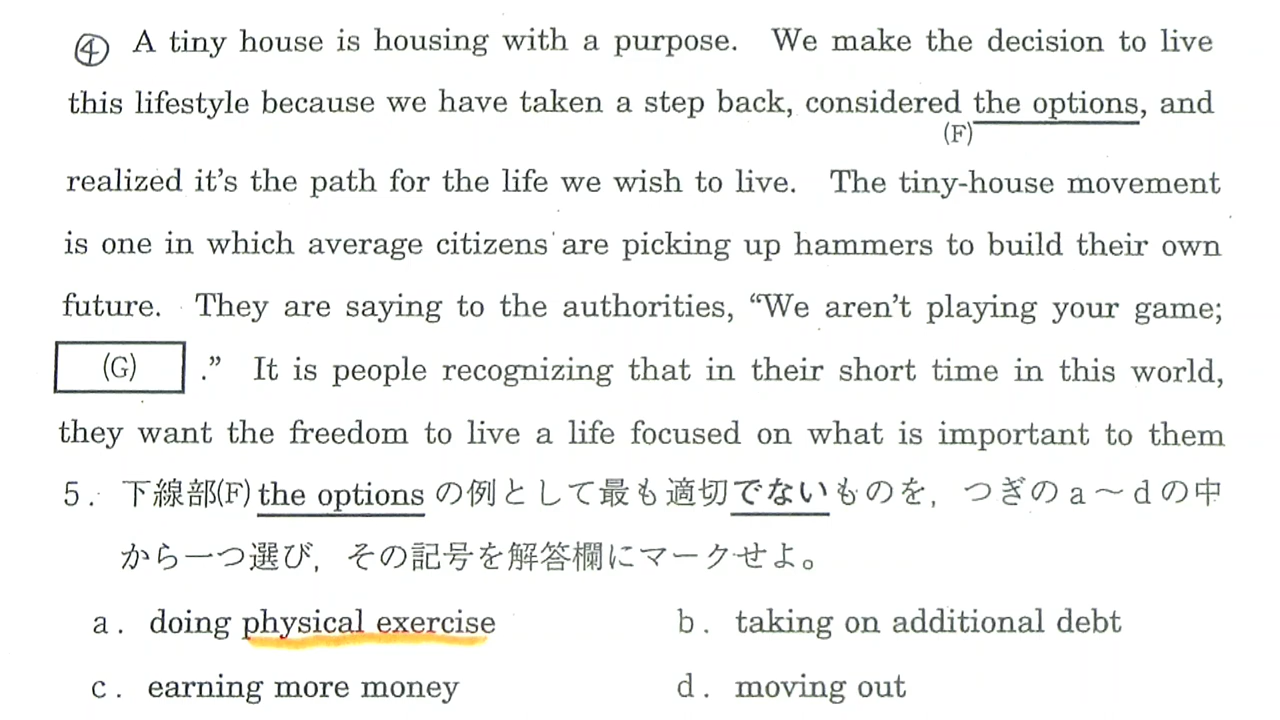 ④ A tiny house is housing with a purpose. We make the decision to live
this lifestyle because we have taken a step back, considered the options, and
(F)
realized it's the path for the life we wish to live. The tiny-house movement
is one in which average citizens are picking up hammers to build their own
future. They are saying to the authorities, “We aren't playing your game;
(G) .” It is people recognizing that in their short time in this world,
they want the freedom to live a life focused on what is important to them
5. 下線部(F) the options の例として最も適切でないものを，つぎのa～dの中
から一つ選び，その記号を解答欄にマークせよ。
a. doing physical exercise b. taking on additional debt
c. earning more money d. moving out